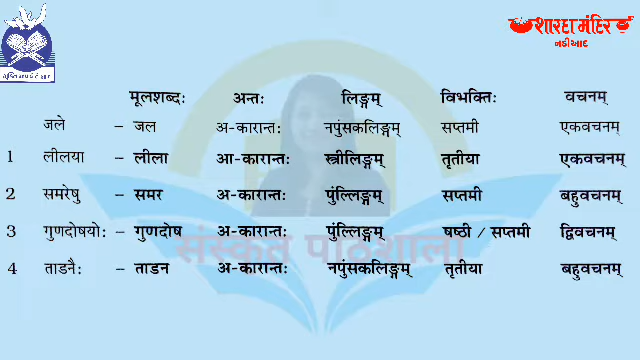 शारदा मंदिर
નડીઆદ
मूलशब्दः अन्तः लिङ्गम् विभक्तिः वचनम्
जले – जल अ-कारान्तः नपुंसकलिङ्गम् सप्तमी एकवचनम्
1 लीलया – लीला आ-कारान्तः स्त्रीलिङ्गम् तृतीया एकवचनम्
2 समरेषु – समर अ-कारान्तः पुंल्लिङ्गम् सप्तमी बहुवचनम्
3 गुणदोषयोः – गुणदोष अ-कारान्तः पुंल्लिङ्गम् षष्ठी / सप्तमी द्विवचनम्
संस्कृत पाठशाला
4 ताडनैः – ताडन अ-कारान्तः नपुंसकलिङ्गम् तृतीया बहुवचनम्